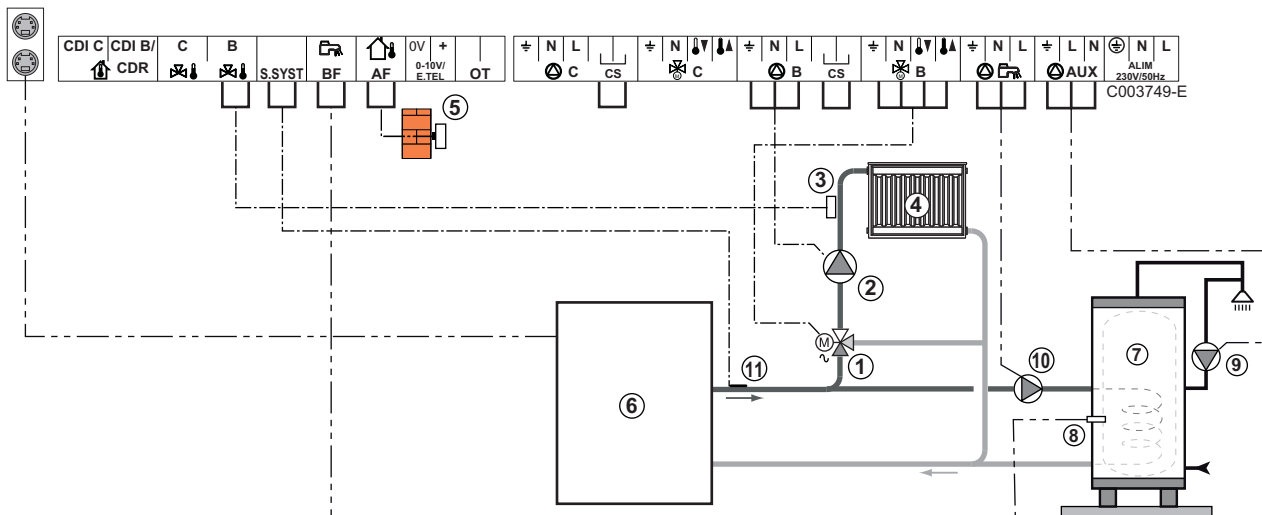 CDI C CDI B/ C B 0V + N L N N L N N L L N N L
CDR 0-10V/ C CS C B CS B AUX ALIM
S.SYST BF AF E.TEL OT M M 230V/50Hz
C003749-E
5
3
4
2
M 1
11
10
7
9
6
8